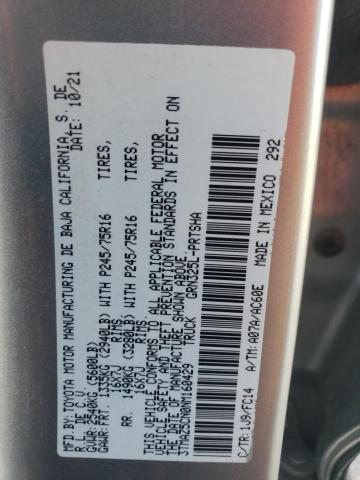 MFD. BY:TOYOTA MOTOR MANUFACTURING DE BAJA CALIFORNIA, S. DE
R.L. DE C.V. DATE: 10/21
GVWR:2540KG (5600LB)
FRT. 1335KG (2940LB) WITH P245/75R16 TIRES,
16X7J RIMS
RR. 1490KG (3280LB) WITH P245/75R16 TIRES,
16X7J RIMS
THIS VEHICLE CONFORMS TO ALL APPLICABLE FEDERAL MOTOR
VEHICLE SAFETY AND THEFT PREVENTION STANDARDS IN EFFECT ON
THE DATE OF MANUFACTURE SHOWN ABOVE.
3TMAZ5CN0NM160429 TRUCK GRN325L-PRTSHA
C/TR:1J9/FC14 A/TM:A07A/AC60E MADE IN MEXICO 292